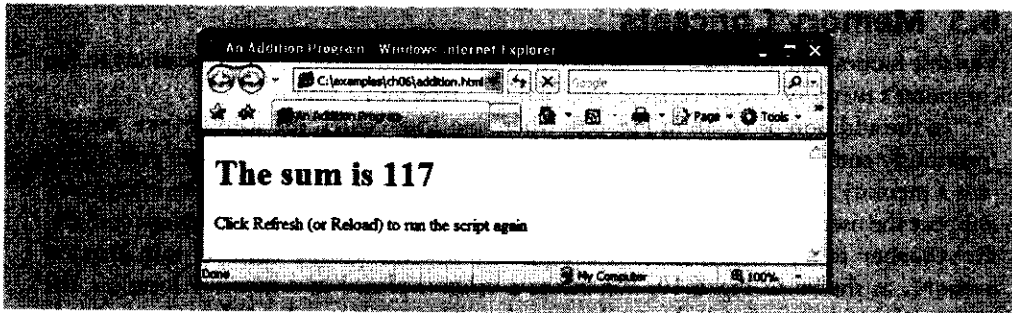 An Addition Program - Windows Internet Explorer
C:\examples\ch06\addition.html
Google
An Addition Program
Page
Tools
The sum is 117
Click Refresh (or Reload) to run the script again
Done
My Computer
100%